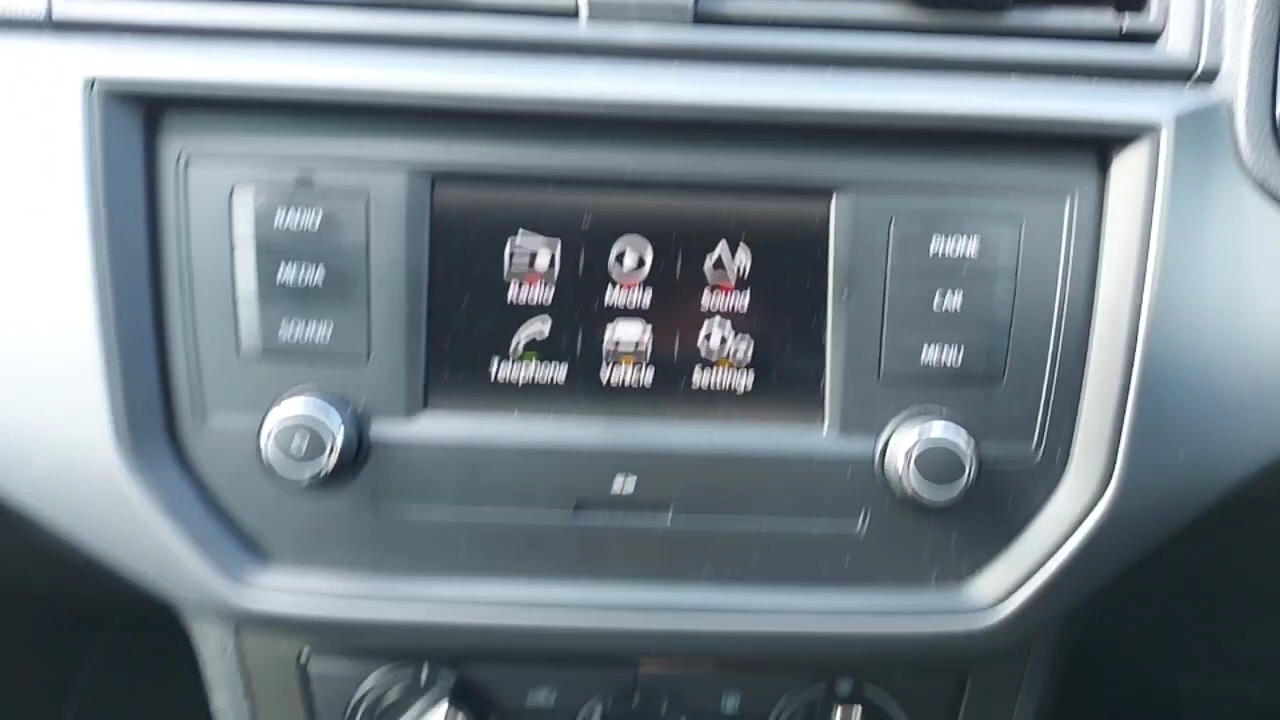 RADIO
MEDIA
SOUND
Radio Media Sound
Telephone Vehicle Settings
PHONE
CAR
MENU